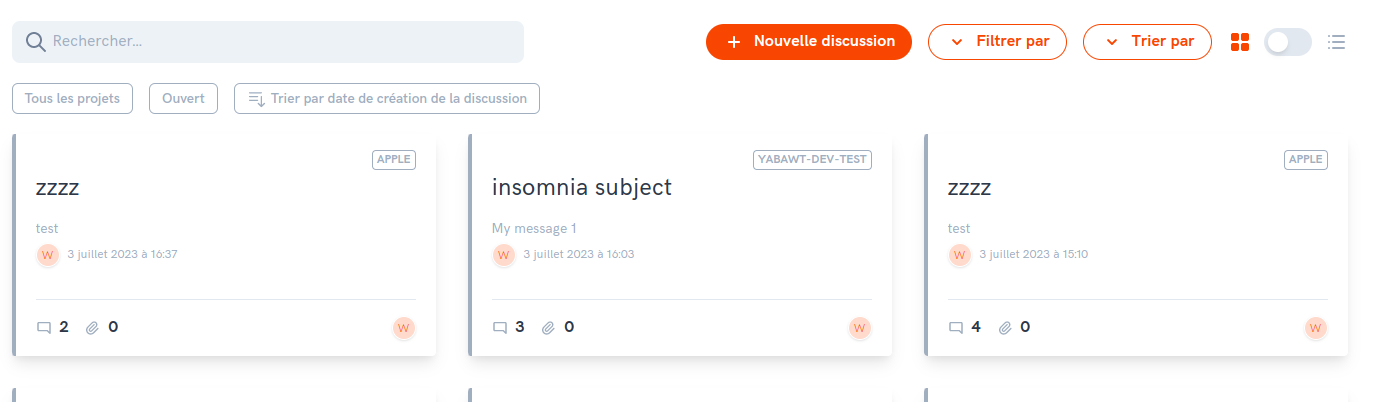 Rechercher...
Nouvelle discussion
Filtrer par
Trier par
Tous les projets
Ouvert
Trier par date de création de la discussion
APPLE
zzzz
test
W 3 juillet 2023 à 16:37
2 0 W
YABAWT-DEV-TEST
insomnia subject
My message 1
W 3 juillet 2023 à 16:03
3 0 W
APPLE
zzzz
test
W 3 juillet 2023 à 15:10
4 0 W